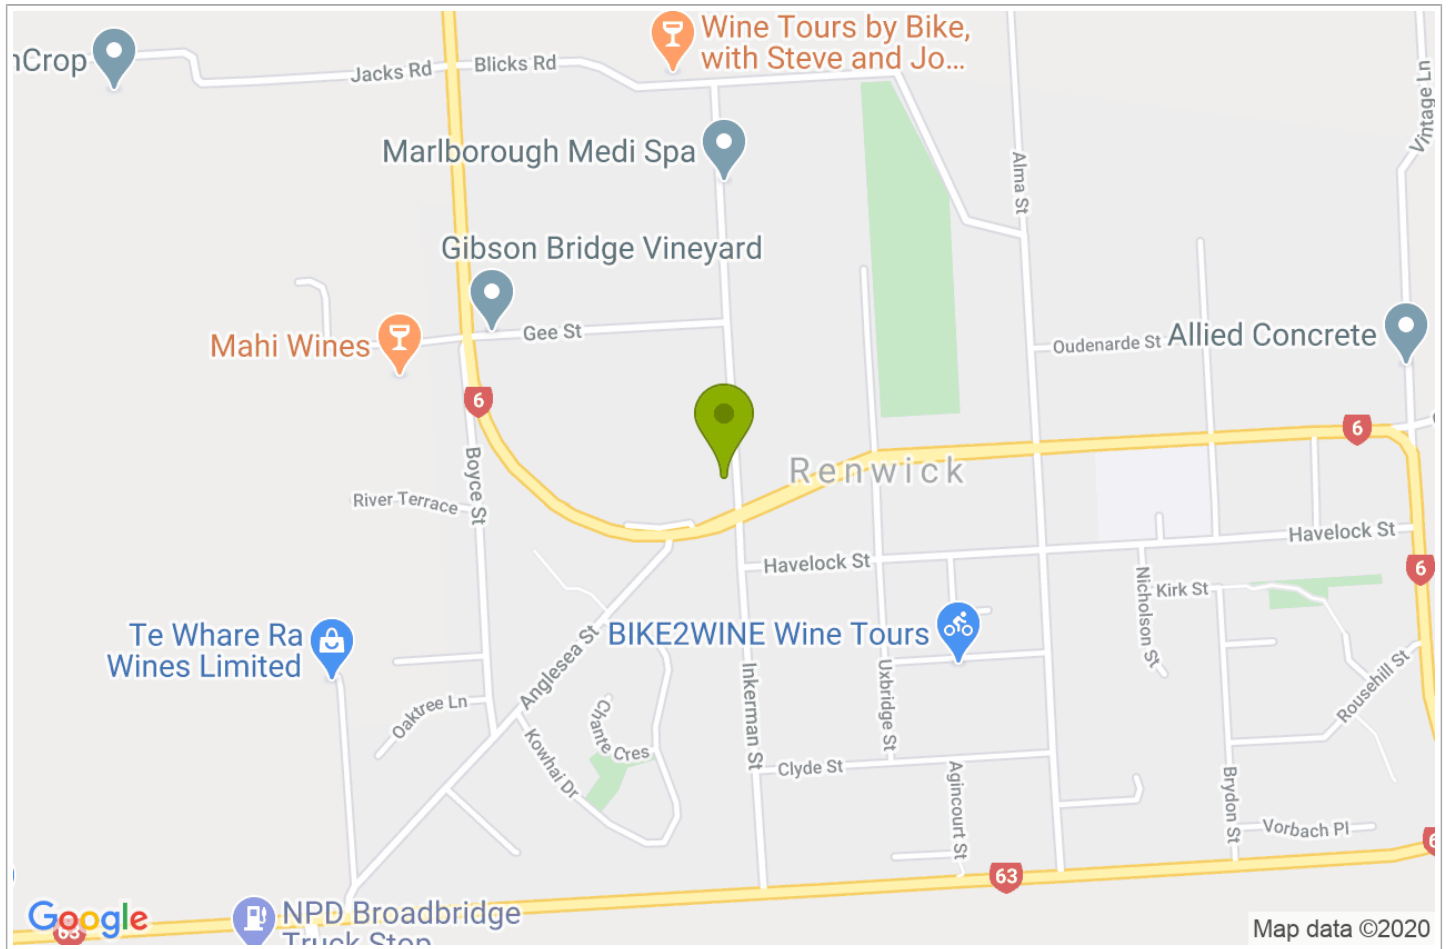 Wine Tours by Bike,
with Steve and Jo...
nCrop
Jacks Rd
Blicks Rd
Vintage Ln
Marlborough Medi Spa
Alma St
Gibson Bridge Vineyard
Gee St
Mahi Wines
Oudenarde St
Allied Concrete
6
6
Renwick
Boyce St
River Terrace
Havelock St
Havelock St
6
Nicholson St
Kirk St
Te Whare Ra
Wines Limited
BIKE2WINE Wine Tours
Anglesea St
Inkerman St
Uxbridge St
Rousehill St
Oaktree Ln
Chante Cres
Kowhai Dr
Clyde St
Agincourt St
Brydon St
Vorbach Pl
6
63
63
Google
NPD Broadbridge
Truck Stop
Map data ©2020